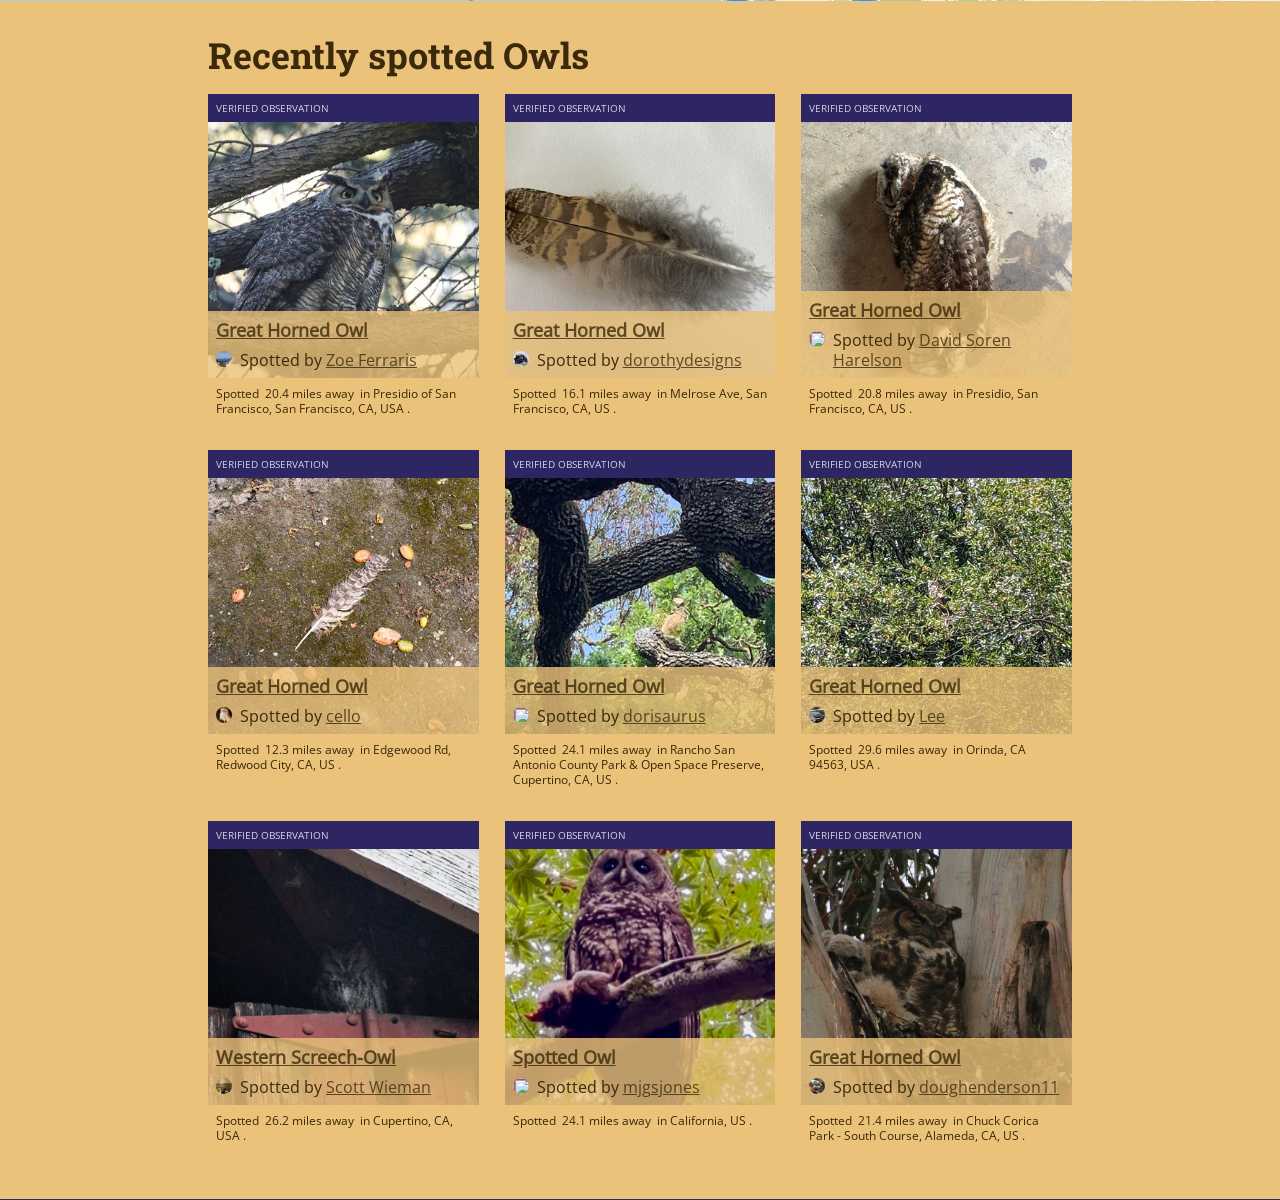 Recently spotted Owls
VERIFIED OBSERVATION
Great Horned Owl
Spotted by Zoe Ferraris
Spotted 20.4 miles away in Presidio of San
Francisco, San Francisco, CA, USA .
VERIFIED OBSERVATION
Great Horned Owl
Spotted by dorothydesigns
Spotted 16.1 miles away in Melrose Ave, San
Francisco, CA, US .
VERIFIED OBSERVATION
Great Horned Owl
Spotted by David Soren
Harelson
Spotted 20.8 miles away in Presidio, San
Francisco, CA, US .
VERIFIED OBSERVATION
Great Horned Owl
Spotted by cello
Spotted 12.3 miles away in Edgewood Rd,
Redwood City, CA, US .
VERIFIED OBSERVATION
Great Horned Owl
Spotted by dorisaurus
Spotted 24.1 miles away in Rancho San
Antonio County Park & Open Space Preserve,
Cupertino, CA, US .
VERIFIED OBSERVATION
Great Horned Owl
Spotted by Lee
Spotted 29.6 miles away in Orinda, CA
94563, USA .
VERIFIED OBSERVATION
Western Screech-Owl
Spotted by Scott Wieman
Spotted 26.2 miles away in Cupertino, CA,
USA .
VERIFIED OBSERVATION
Spotted Owl
Spotted by mjgsjones
Spotted 24.1 miles away in California, US .
VERIFIED OBSERVATION
Great Horned Owl
Spotted by doughenderson11
Spotted 21.4 miles away in Chuck Corica
Park - South Course, Alameda, CA, US .